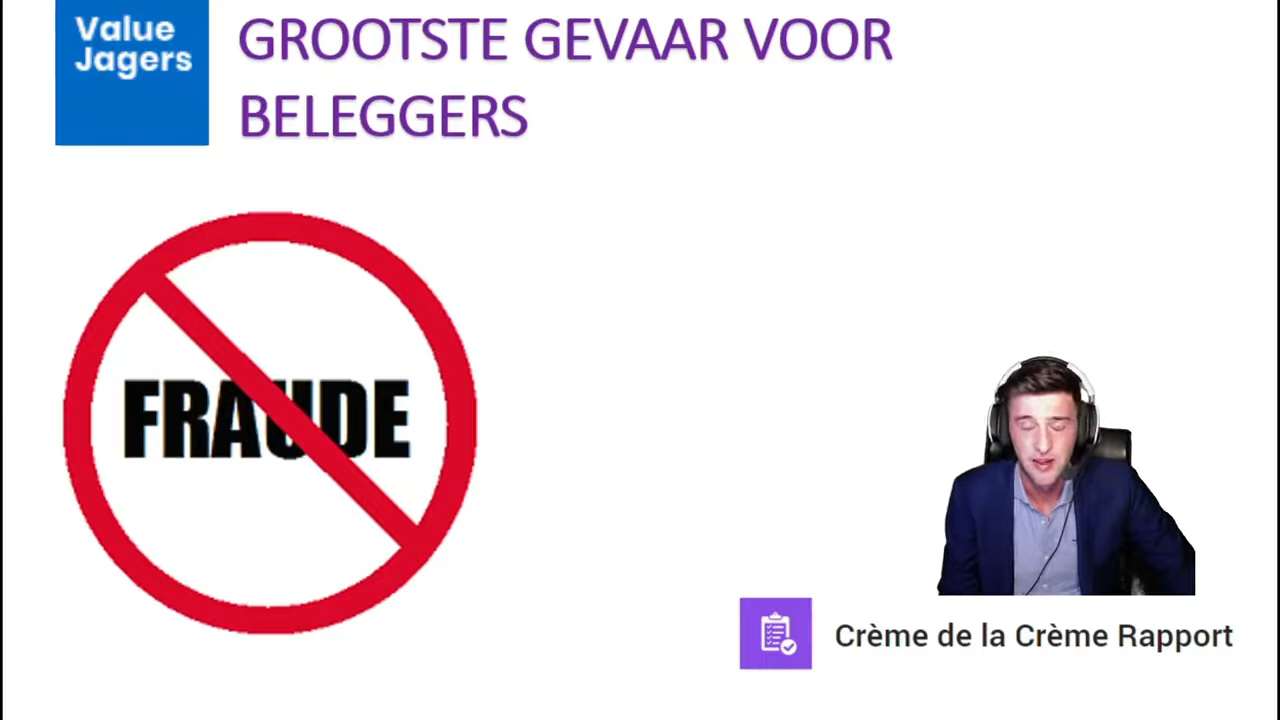 Value
Jagers
GROOTSTE GEVAAR VOOR
BELEGGERS
FRAUDE
Crème de la Crème Rapport